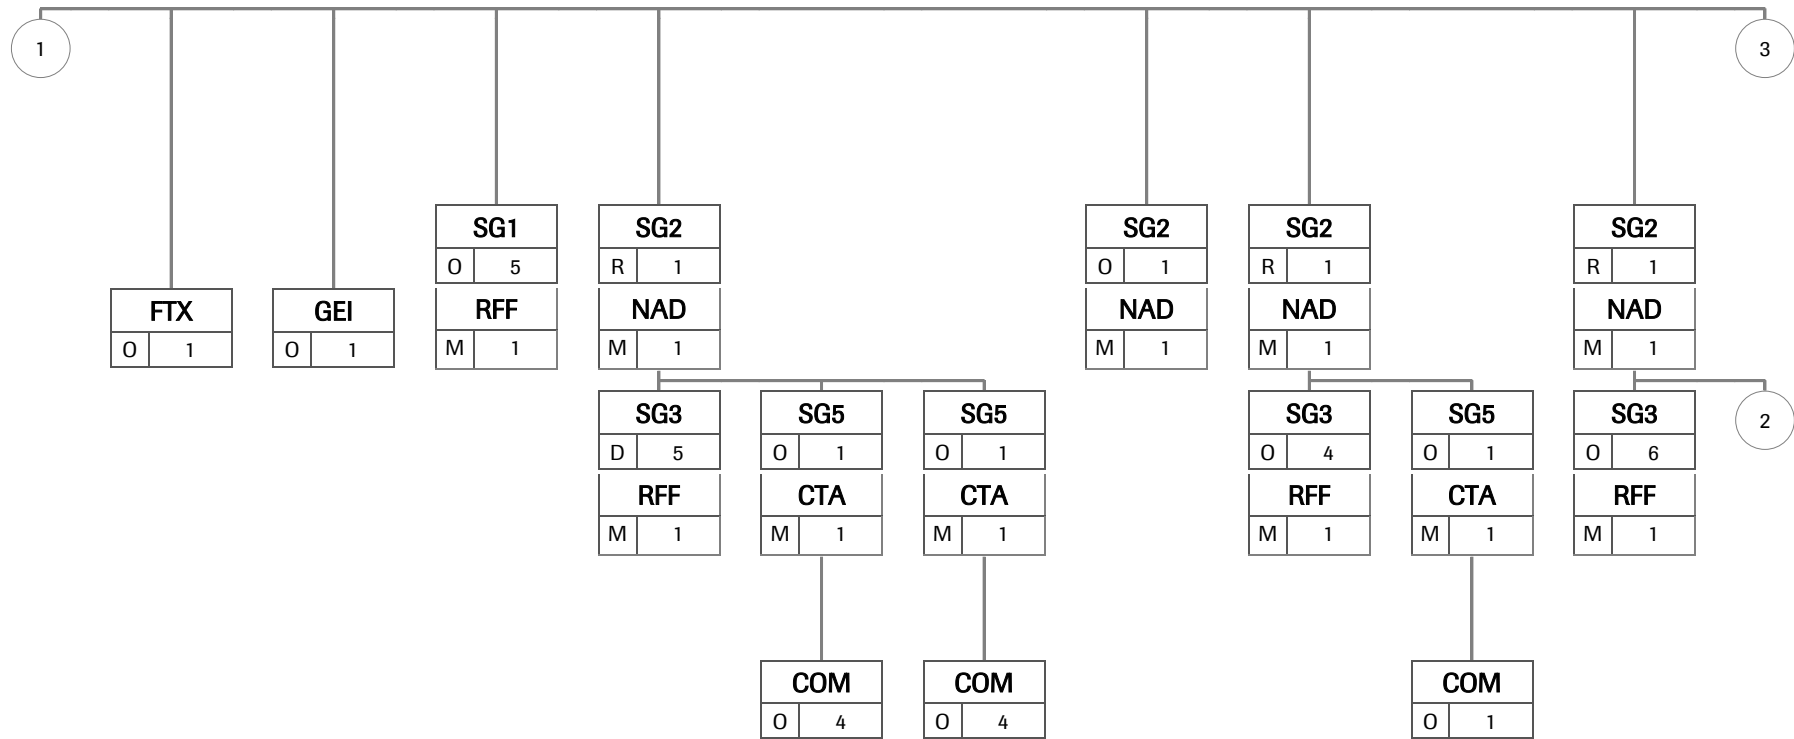 1
3
SG1 SG2 SG2 SG2 SG2
O 5 R 1 O 1 R 1 R 1
FTX GEI RFF NAD NAD NAD NAD
O 1 O 1 M 1 M 1 M 1 M 1 M 1
SG3 SG5 SG5 SG3 SG5 SG3 2
D 5 O 1 O 1 O 4 O 1 O 6
RFF CTA CTA RFF CTA RFF
M 1 M 1 M 1 M 1 M 1 M 1
COM COM COM
O 4 O 4 O 1